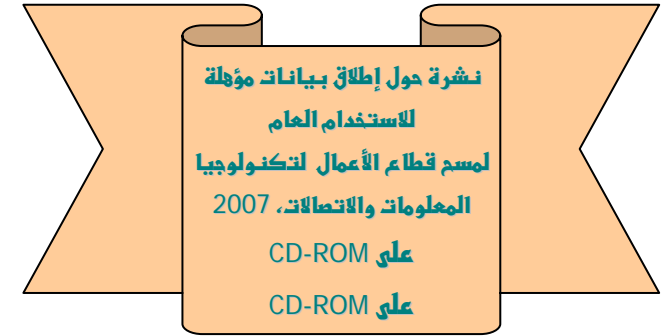 نشرة حول إطلاق بيانات مؤهلة
للاستخدام العام
لمسح قطاع الأعمال لتكنولوجيا
المعلومات والاتصالات، 2007
على CD-ROM
على CD-ROM